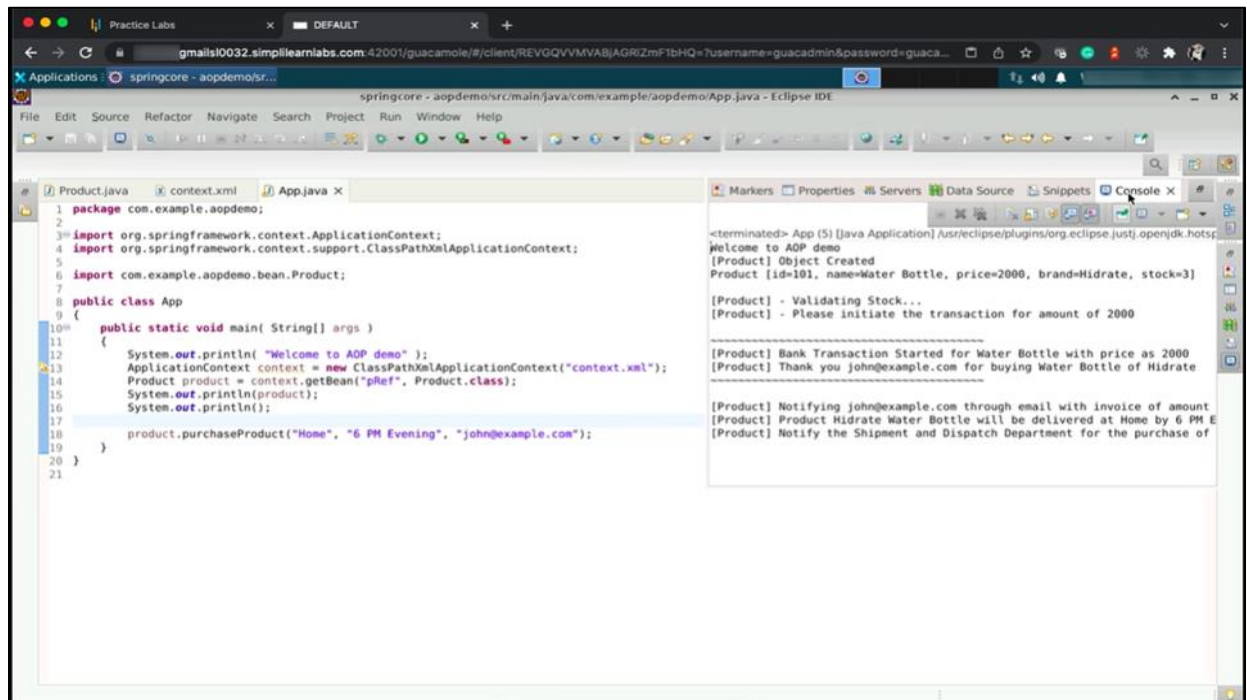 Practice Labs
DEFAULT
gmailsl0032.simplilearnlabs.com:42001/guacamole/#/client/REVGQVVMVABjAGRIZmF1bHQ=?username=guacadmin&password=guaca...
Applications : springcore - aopdemo/sr...
springcore - aopdemo/src/main/java/com/example/aopdemo/App.java - Eclipse IDE
File Edit Source Refactor Navigate Search Project Run Window Help
Product.java context.xml App.java
1 package com.example.aopdemo;
2
3 import org.springframework.context.ApplicationContext;
4 import org.springframework.context.support.ClassPathXmlApplicationContext;
5
6 import com.example.aopdemo.bean.Product;
7
8 public class App
9 {
10 public static void main( String[] args )
11 {
12 System.out.println( "Welcome to AOP demo" );
13 ApplicationContext context = new ClassPathXmlApplicationContext("context.xml");
14 Product product = context.getBean("pRef", Product.class);
15 System.out.println(product);
16 System.out.println();
17
18 product.purchaseProduct("Home", "6 PM Evening", "john@example.com");
19 }
20 }
21
Markers Properties Servers Data Source Snippets Console
<terminated> App (5) [Java Application] /usr/eclipse/plugins/org.eclipse.justj.openjdk.hotsp
Welcome to AOP demo
[Product] Object Created
Product [id=101, name=Water Bottle, price=2000, brand=Hidrate, stock=3]
[Product] - Validating Stock...
[Product] - Please initiate the transaction for amount of 2000
~~~~~~~~~~~~~~~~~~~~~~~~~~~~~~~~~~~~~~~~~
[Product] Bank Transaction Started for Water Bottle with price as 2000
[Product] Thank you john@example.com for buying Water Bottle of Hidrate
~~~~~~~~~~~~~~~~~~~~~~~~~~~~~~~~~~~~~~~~~
[Product] Notifying john@example.com through email with invoice of amount
[Product] Product Hidrate Water Bottle will be delivered at Home by 6 PM E
[Product] Notify the Shipment and Dispatch Department for the purchase of